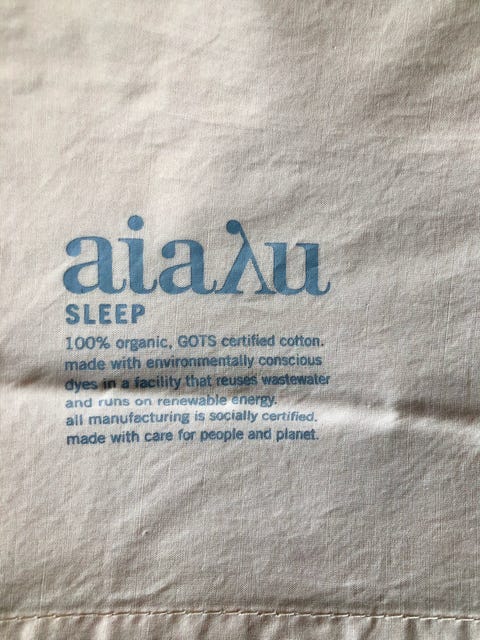 aiaλu
SLEEP
100% organic, GOTS certified cotton.
made with environmentally conscious
dyes in a facility that reuses wastewater
and runs on renewable energy.
all manufacturing is socially certified.
made with care for people and planet.